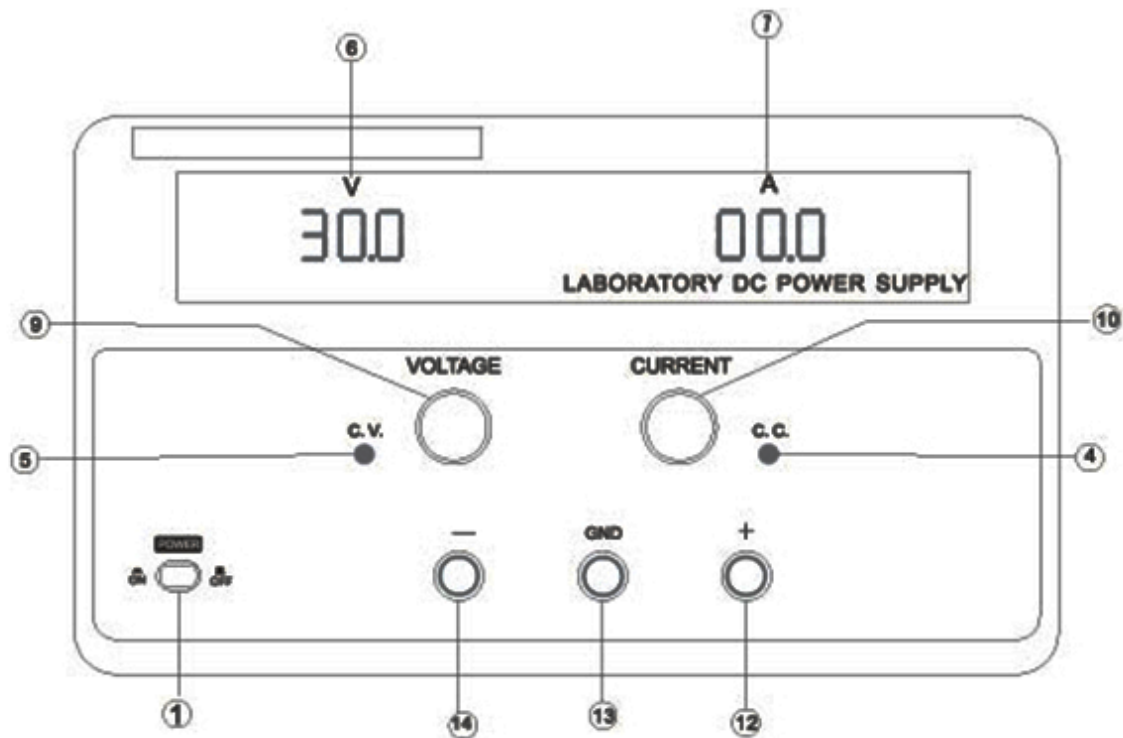 ⑥ ⑦
V A
30.0 00.0
LABORATORY DC POWER SUPPLY
⑨ ⑩
VOLTAGE CURRENT
C.V. C.C.
⑤ ④
POWER
ON OFF
— GND +
① ⑭ ⑬ ⑫